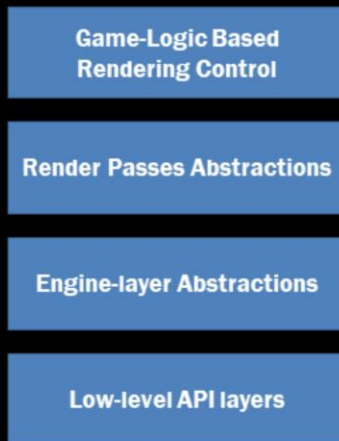 Game-Logic Based
Rendering Control
Render Passes Abstractions
Engine-layer Abstractions
Low-level API layers